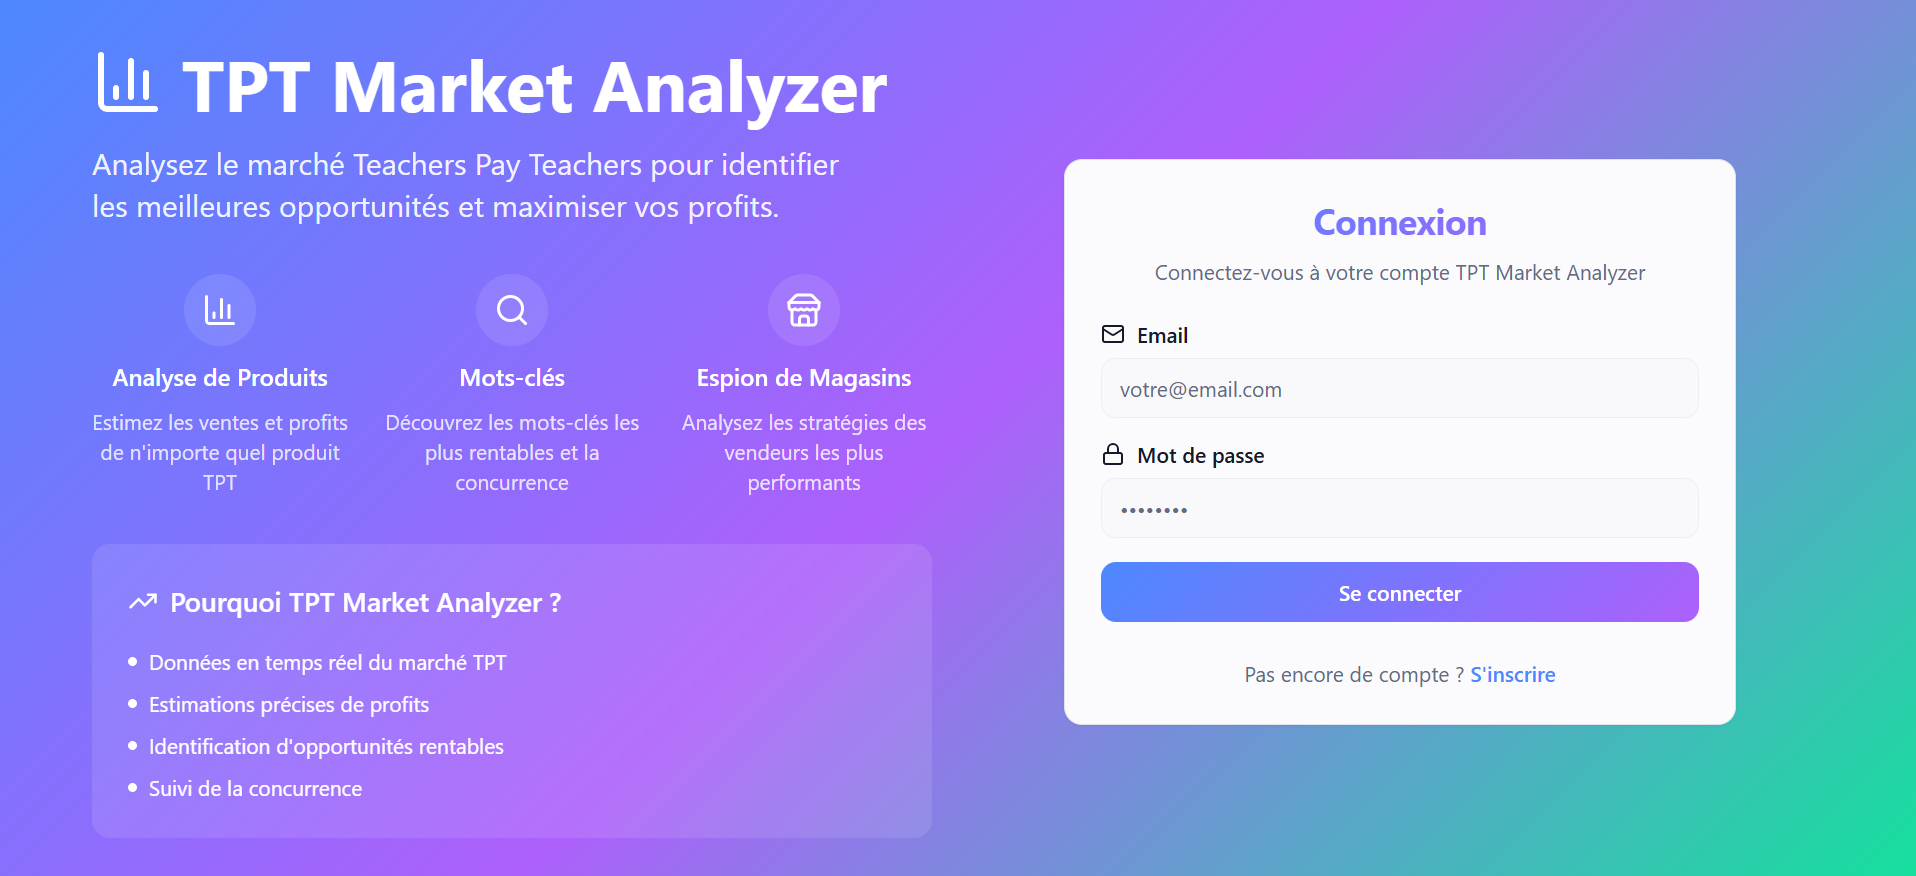 TPT Market Analyzer
Analysez le marché Teachers Pay Teachers pour identifier
les meilleures opportunités et maximiser vos profits.
Analyse de Produits
Estimez les ventes et profits
de n'importe quel produit
TPT
Mots-clés
Découvrez les mots-clés les
plus rentables et la
concurrence
Espion de Magasins
Analysez les stratégies des
vendeurs les plus
performants
Pourquoi TPT Market Analyzer ?
Données en temps réel du marché TPT
Estimations précises de profits
Identification d'opportunités rentables
Suivi de la concurrence
Connexion
Connectez-vous à votre compte TPT Market Analyzer
Email
votre@email.com
Mot de passe
••••••••
Se connecter
Pas encore de compte ? S'inscrire